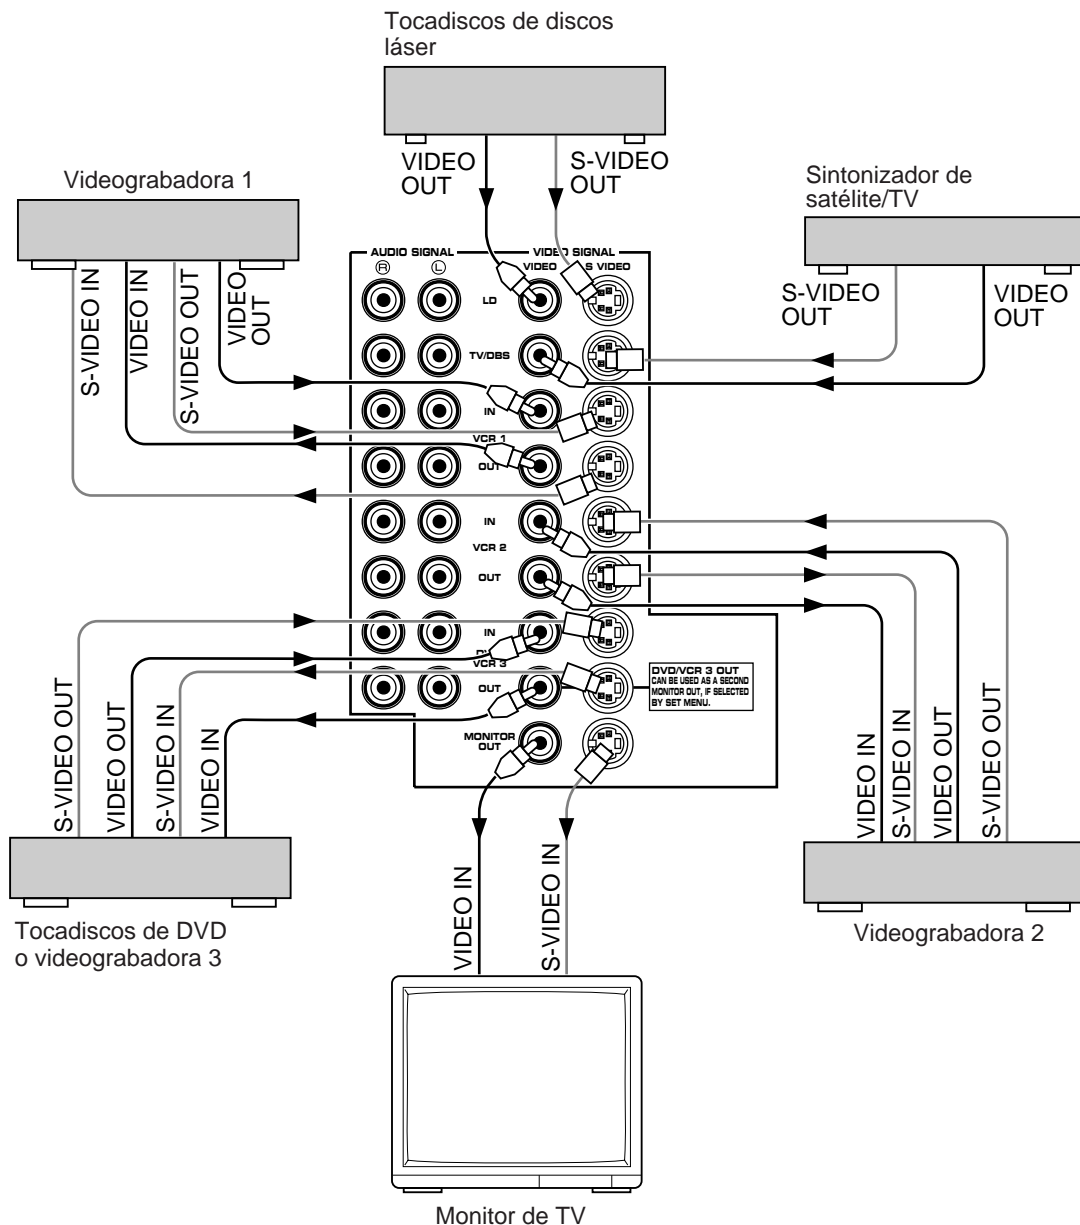 Tocadiscos de discos
láser
VIDEO
OUT
S-VIDEO
OUT
Videograbadora 1
S-VIDEO IN
VIDEO IN
S-VIDEO OUT
VIDEO
OUT
Sintonizador de
satélite/TV
S-VIDEO
OUT
VIDEO
OUT
AUDIO SIGNAL
VIDEO SIGNAL
R
L
VIDEO
S VIDEO
LD
TV/DBS
IN
VCR 1
OUT
IN
VCR 2
OUT
IN
VCR 3
OUT
MONITOR
OUT
DVD/VCR 3 OUT
CAN BE USED AS A SECOND
MONITOR OUT, IF SELECTED
BY SET MENU.
S-VIDEO OUT
VIDEO OUT
S-VIDEO IN
VIDEO IN
Tocadiscos de DVD
o videograbadora 3
VIDEO IN
S-VIDEO IN
VIDEO OUT
S-VIDEO OUT
Videograbadora 2
VIDEO IN
S-VIDEO IN
Monitor de TV